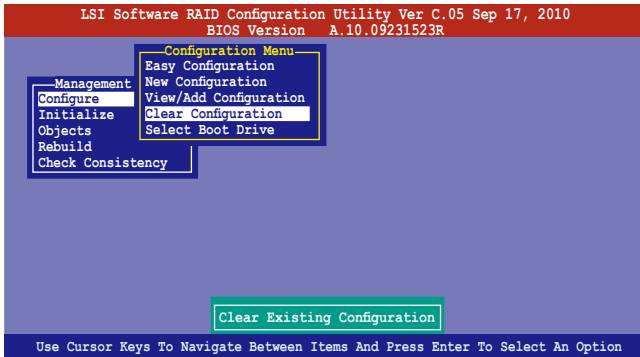 LSI Software RAID Configuration Utility Ver C.05 Sep 17, 2010
BIOS Version A.10.09231523R
Configuration Menu
Easy Configuration
New Configuration
View/Add Configuration
Clear Configuration
Select Boot Drive
Management
Configure
Initialize
Objects
Rebuild
Check Consistency
Clear Existing Configuration
Use Cursor Keys To Navigate Between Items And Press Enter To Select An Option